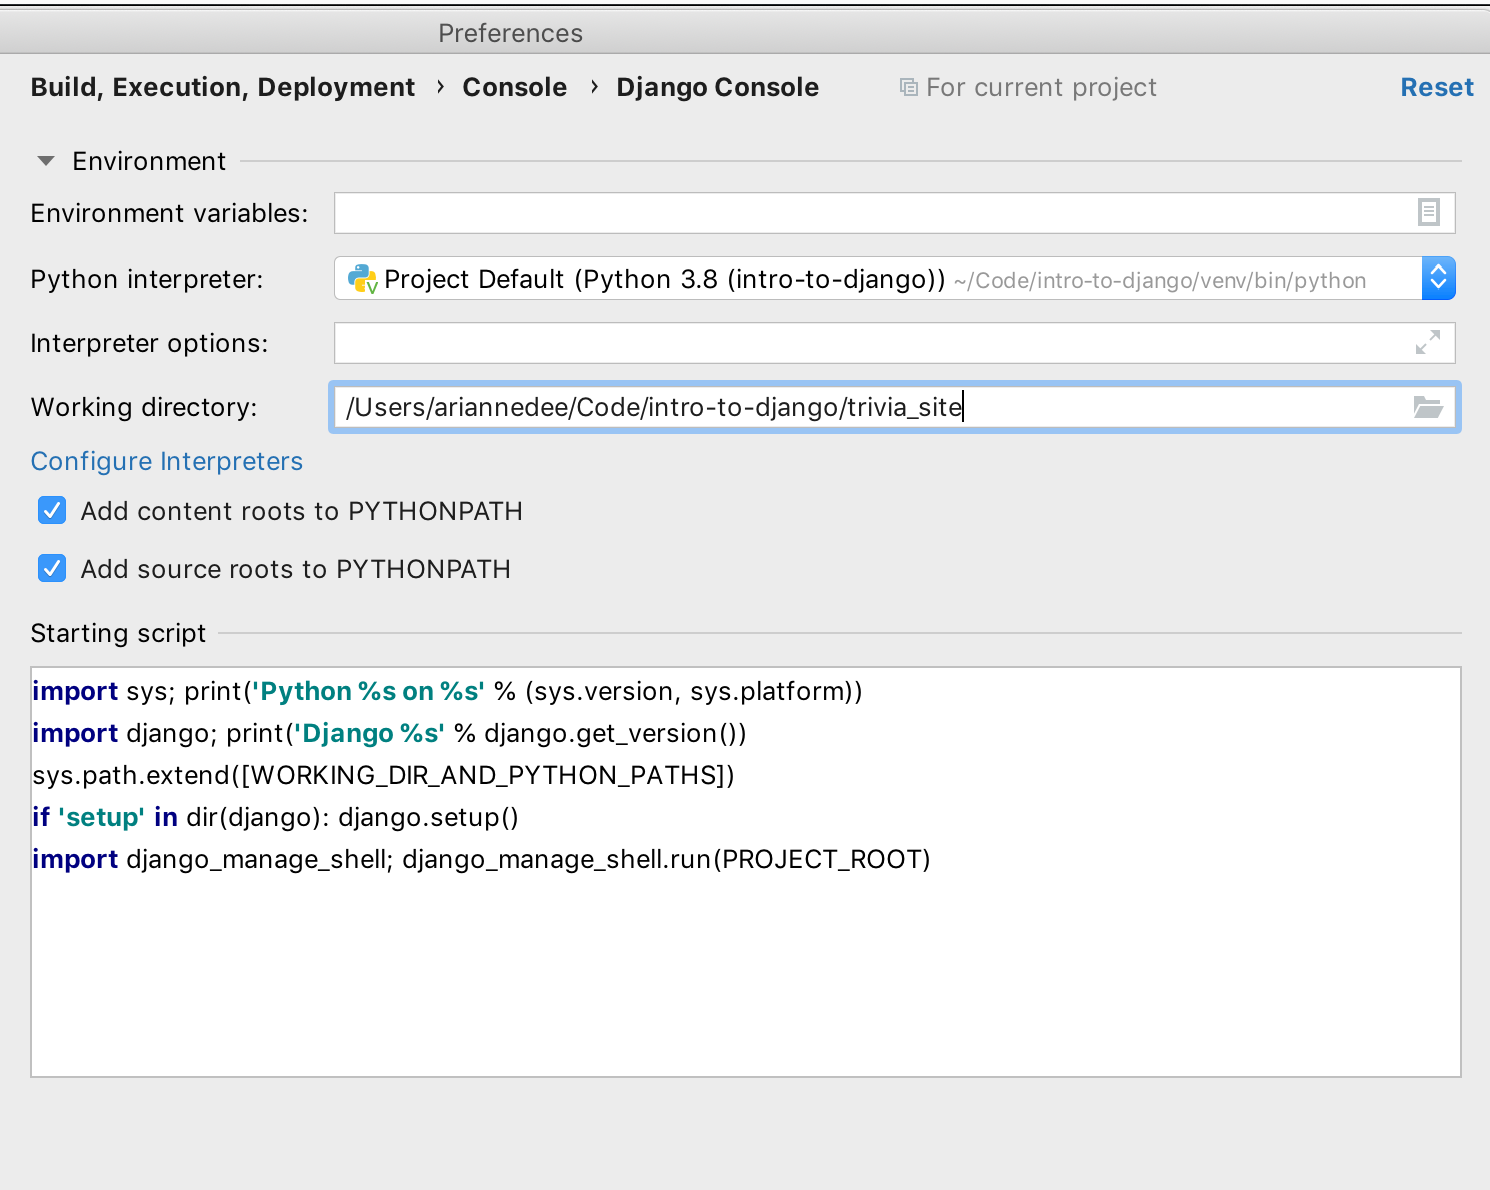 Preferences
Build, Execution, Deployment › Console › Django Console For current project Reset
Environment
Environment variables:
Python interpreter: Project Default (Python 3.8 (intro-to-django)) ~/Code/intro-to-django/venv/bin/python
Interpreter options:
Working directory: /Users/ariannedee/Code/intro-to-django/trivia_site
Configure Interpreters
Add content roots to PYTHONPATH
Add source roots to PYTHONPATH
Starting script
import sys; print('Python %s on %s' % (sys.version, sys.platform))
import django; print('Django %s' % django.get_version())
sys.path.extend([WORKING_DIR_AND_PYTHON_PATHS])
if 'setup' in dir(django): django.setup()
import django_manage_shell; django_manage_shell.run(PROJECT_ROOT)